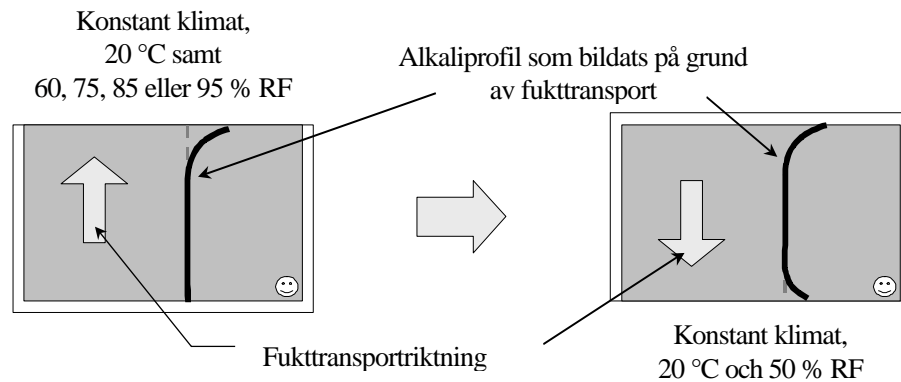 Konstant klimat,
20 °C samt
60, 75, 85 eller 95 % RF
Alkaliprofil som bildats på grund
av fukttransport
Fukttransportriktning
Konstant klimat,
20 °C och 50 % RF